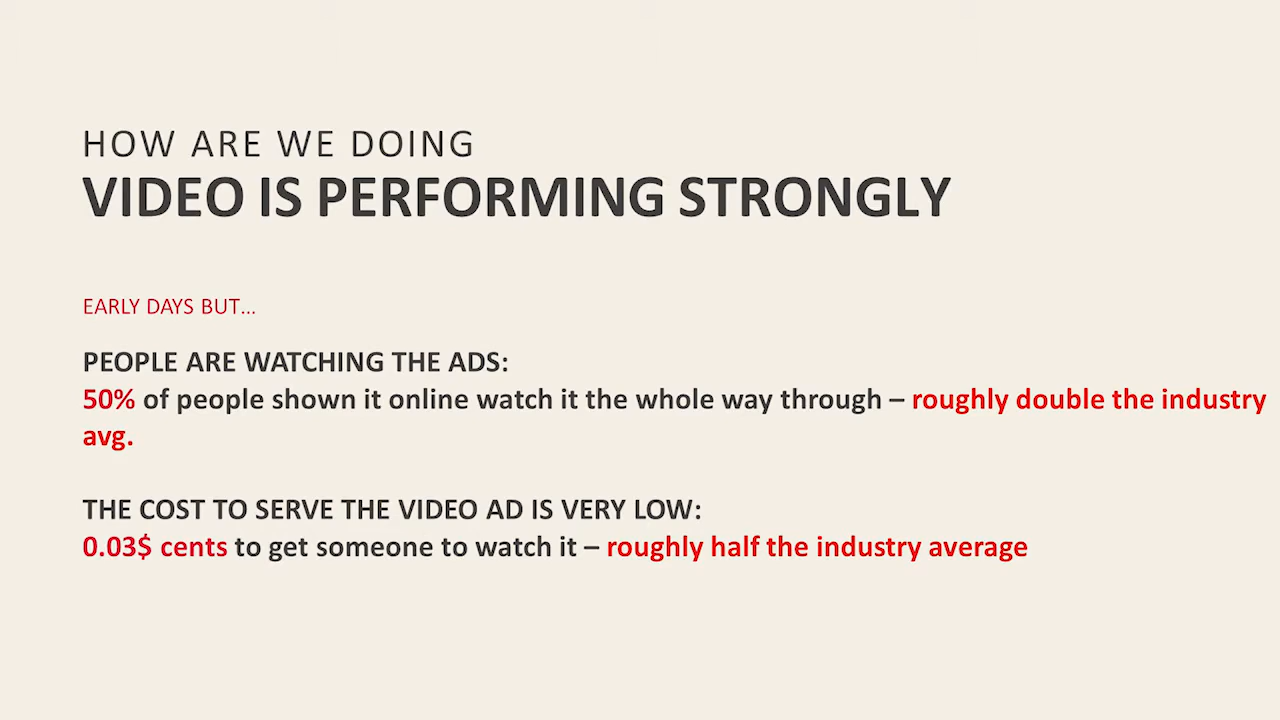 HOW ARE WE DOING
VIDEO IS PERFORMING STRONGLY
EARLY DAYS BUT...
PEOPLE ARE WATCHING THE ADS:
50% of people shown it online watch it the whole way through – roughly double the industry
avg.
THE COST TO SERVE THE VIDEO AD IS VERY LOW:
0.03$ cents to get someone to watch it – roughly half the industry average